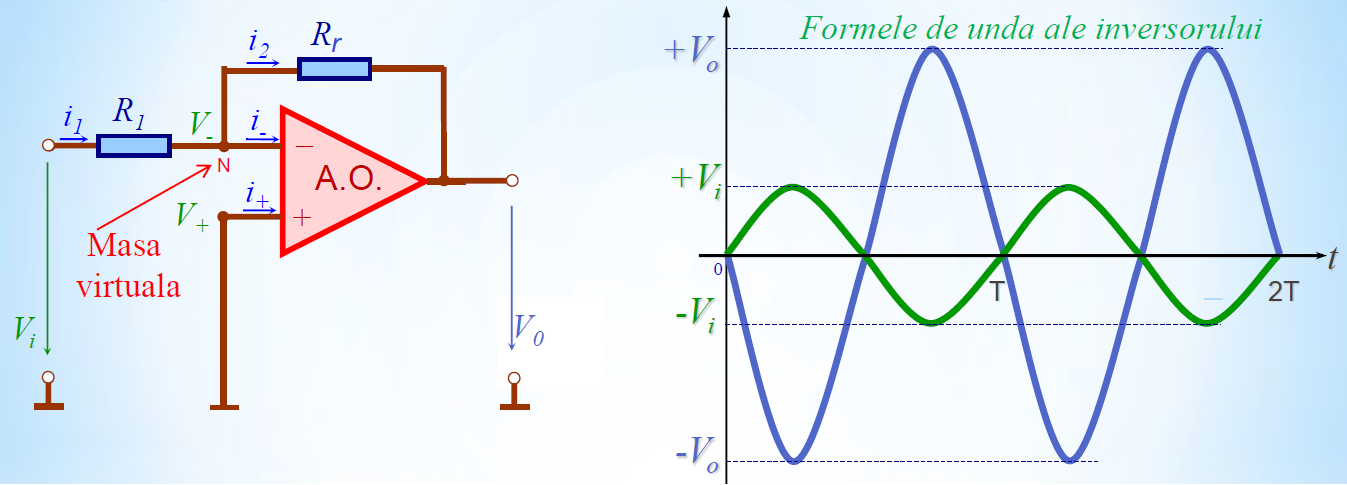 i2
Rr
i1
R1
V-
i-
N
−
A.O.
i+
V+
+
Masa
virtuala
Vi
V0
Formele de unda ale inversorului
+Vo
+Vi
0
T
2T
t
-Vi
-Vo